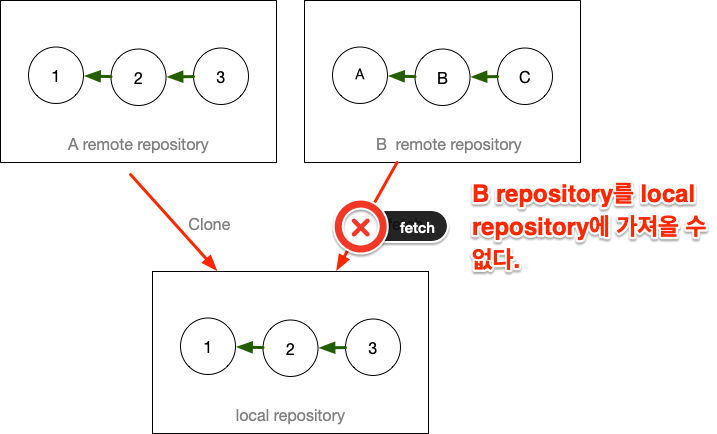 1 2 3
A remote repository
A B C
B remote repository
Clone
fetch
B repository를 local
repository에 가져올 수
없다.
1 2 3
local repository